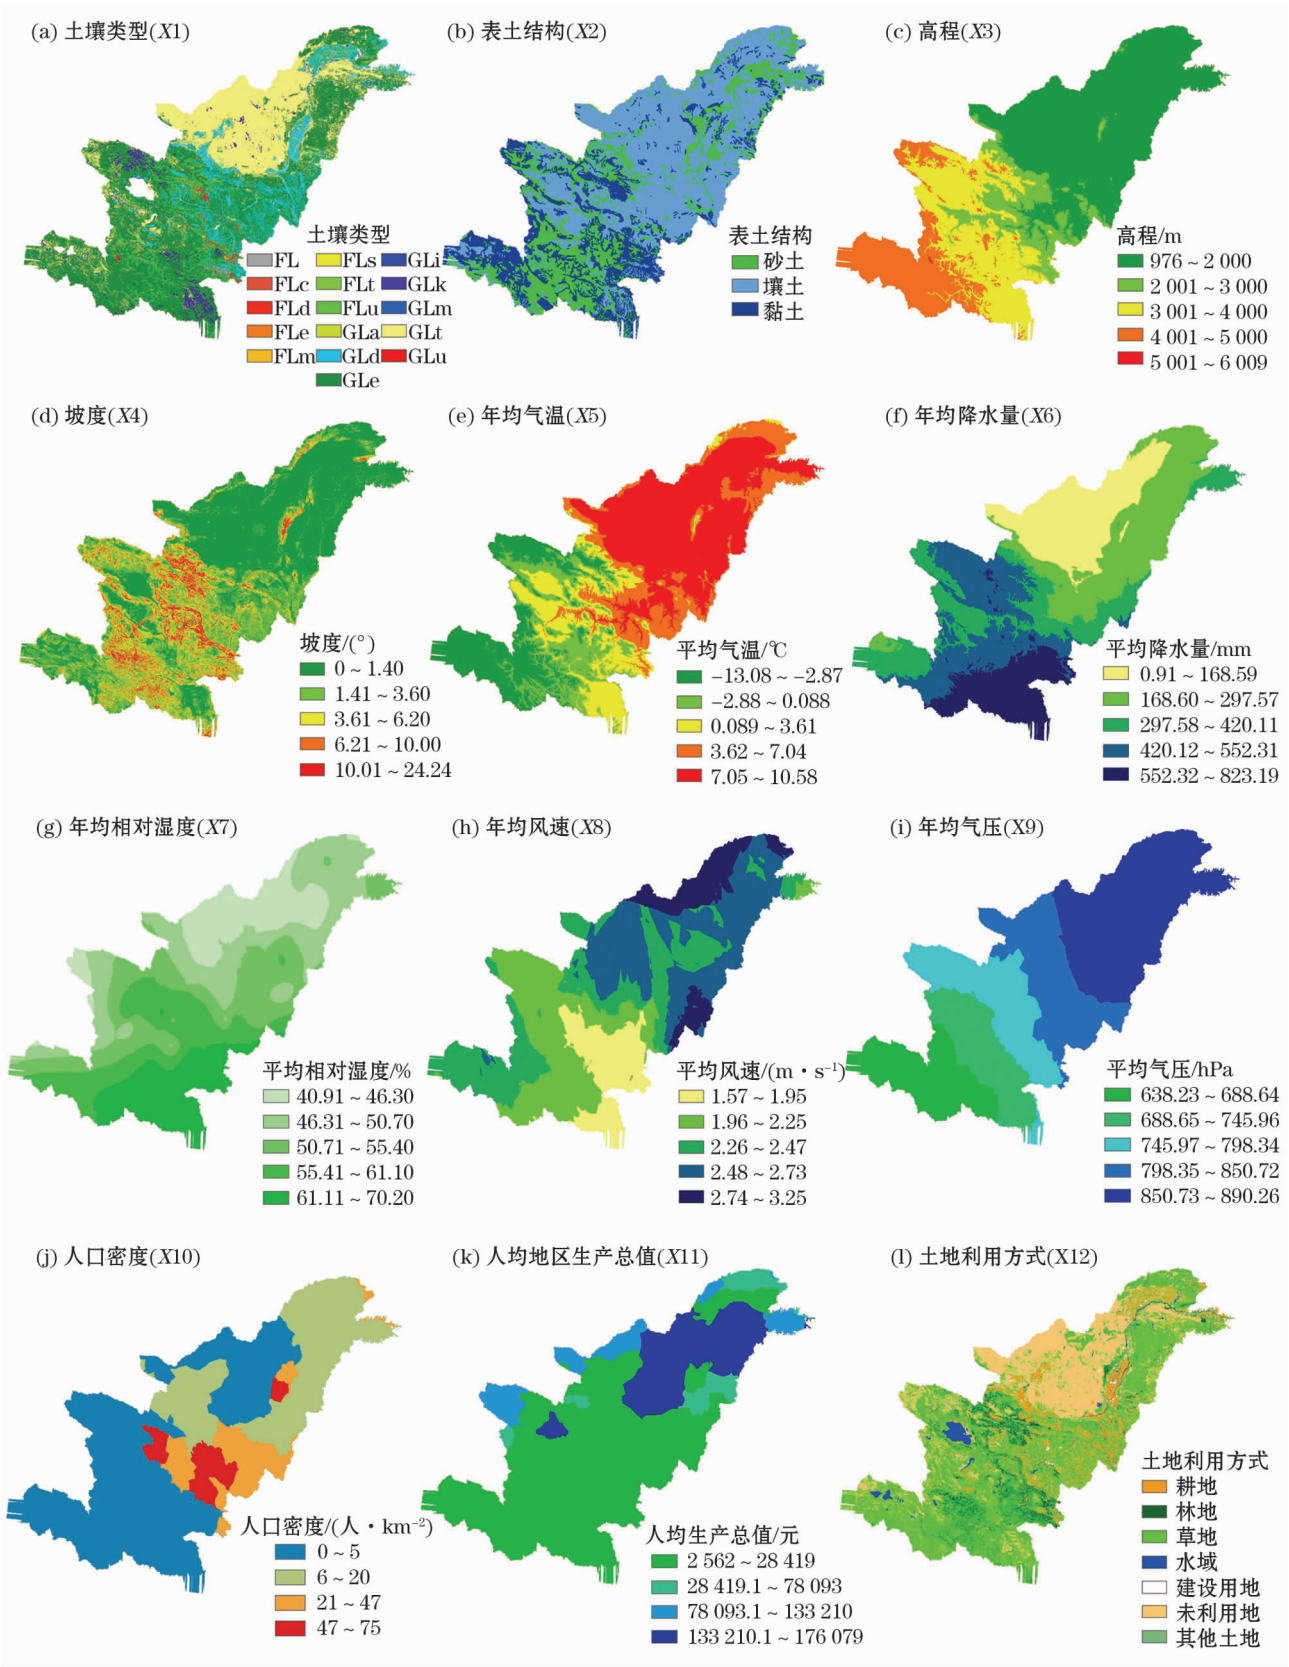 (a) 土壤类型(X1)
土壤类型
FL FLs GLi
FLc FLt GLk
FLd FLu GLm
FLe GLa GLt
FLm GLd GLu
GLe
(b) 表土结构(X2)
表土结构
砂土
壤土
黏土
(c) 高程(X3)
高程/m
976 ~ 2 000
2 001 ~ 3 000
3 001 ~ 4 000
4 001 ~ 5 000
5 001 ~ 6 009
(d) 坡度(X4)
坡度/(°)
0 ~ 1.40
1.41 ~ 3.60
3.61 ~ 6.20
6.21 ~ 10.00
10.01 ~ 24.24
(e) 年均气温(X5)
平均气温/℃
−13.08 ~ −2.87
−2.88 ~ 0.088
0.089 ~ 3.61
3.62 ~ 7.04
7.05 ~ 10.58
(f) 年均降水量(X6)
平均降水量/mm
0.91 ~ 168.59
168.60 ~ 297.57
297.58 ~ 420.11
420.12 ~ 552.31
552.32 ~ 823.19
(g) 年均相对湿度(X7)
平均相对湿度/%
40.91 ~ 46.30
46.31 ~ 50.70
50.71 ~ 55.40
55.41 ~ 61.10
61.11 ~ 70.20
(h) 年均风速(X8)
平均风速/(m·s⁻¹)
1.57 ~ 1.95
1.96 ~ 2.25
2.26 ~ 2.47
2.48 ~ 2.73
2.74 ~ 3.25
(i) 年均气压(X9)
平均气压/hPa
638.23 ~ 688.64
688.65 ~ 745.96
745.97 ~ 798.34
798.35 ~ 850.72
850.73 ~ 890.26
(j) 人口密度(X10)
人口密度/(人·km⁻²)
0 ~ 5
6 ~ 20
21 ~ 47
47 ~ 75
(k) 人均地区生产总值(X11)
人均生产总值/元
2 562 ~ 28 419
28 419.1 ~ 78 093
78 093.1 ~ 133 210
133 210.1 ~ 176 079
(l) 土地利用方式(X12)
土地利用方式
耕地
林地
草地
水域
建设用地
未利用地
其他土地